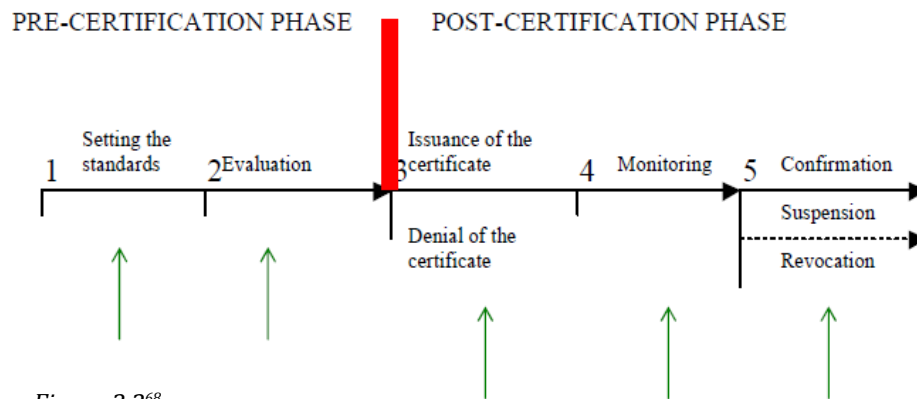 PRE-CERTIFICATION PHASE
POST-CERTIFICATION PHASE
1
Setting the
standards
2
Evaluation
3
Issuance of the
certificate
Denial of the
certificate
4
Monitoring
5
Confirmation
Suspension
Revocation